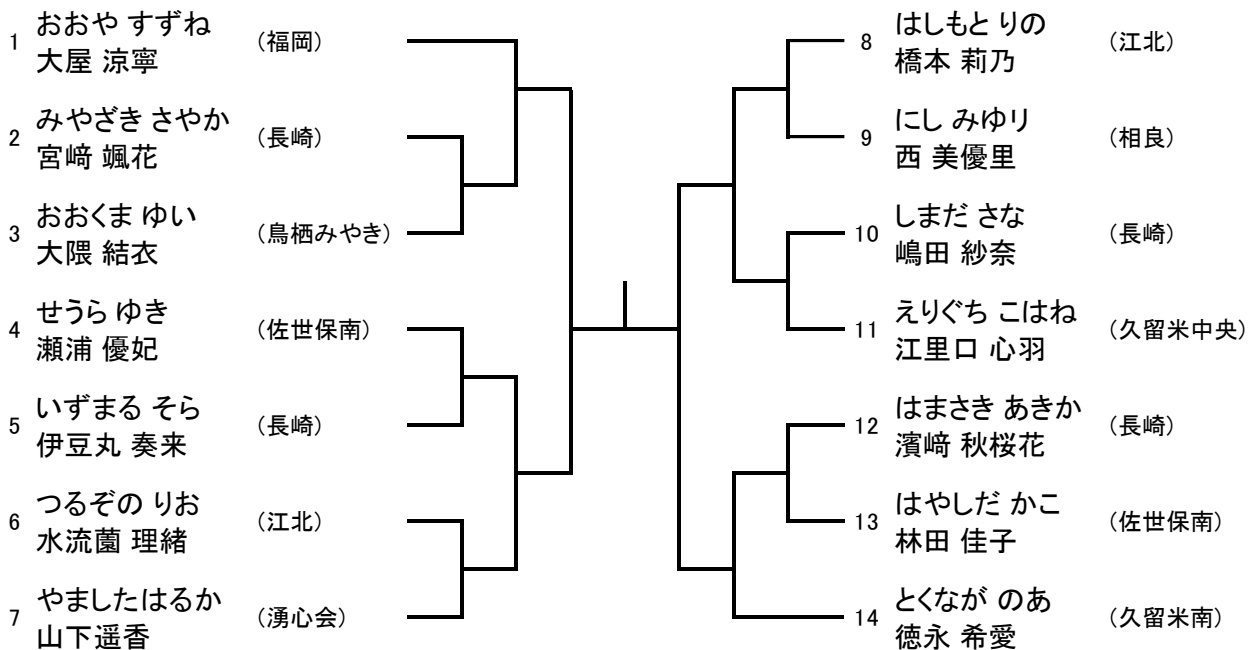 おおや すずね
1 大屋 涼寧 (福岡)
みやざき さやか
2 宮﨑 颯花 (長崎)
おおくま ゆい
3 大隈 結衣 (鳥栖みやき)
せうら ゆき
4 瀬浦 優妃 (佐世保南)
いずまる そら
5 伊豆丸 奏来 (長崎)
つるぞの りお
6 水流薗 理緒 (江北)
やましたはるか
7 山下遥香 (湧心会)
はしもと りの
8 橋本 莉乃 (江北)
にし みゆリ
9 西 美優里 (相良)
しまだ さな
10 嶋田 紗奈 (長崎)
えりぐち こはね
11 江里口 心羽 (久留米中央)
はまさき あきか
12 濱﨑 秋桜花 (長崎)
はやしだ かこ
13 林田 佳子 (佐世保南)
とくなが のあ
14 徳永 希愛 (久留米南)